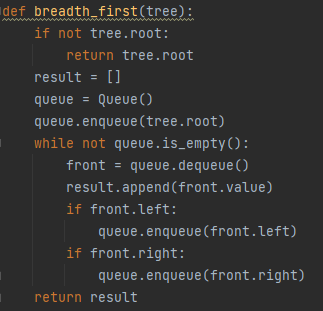 def breadth_first(tree):
    if not tree.root:
        return tree.root
    result = []
    queue = Queue()
    queue.enqueue(tree.root)
    while not queue.is_empty():
        front = queue.dequeue()
        result.append(front.value)
        if front.left:
            queue.enqueue(front.left)
        if front.right:
            queue.enqueue(front.right)
    return result